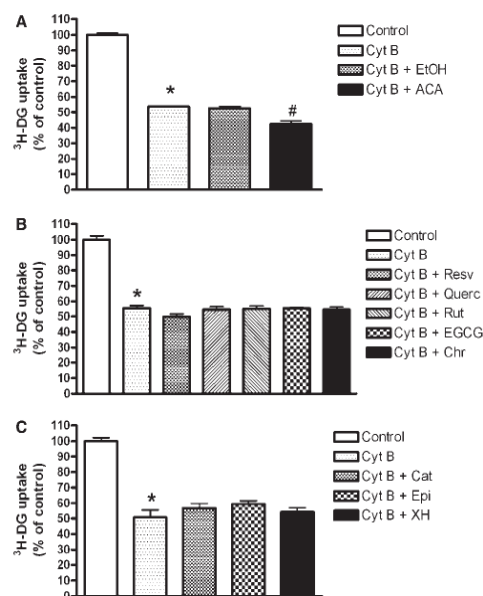 A
³H-DG uptake
(% of control)
110
100
90
80
70
60
50
40
30
20
10
0
*
#
Control
Cyt B
Cyt B + EtOH
Cyt B + ACA
B
³H-DG uptake
(% of control)
110
100
90
80
70
60
50
40
30
20
10
0
*
Control
Cyt B
Cyt B + Resv
Cyt B + Querc
Cyt B + Rut
Cyt B + EGCG
Cyt B + Chr
C
³H-DG uptake
(% of control)
110
100
90
80
70
60
50
40
30
20
10
0
*
Control
Cyt B
Cyt B + Cat
Cyt B + Epi
Cyt B + XH